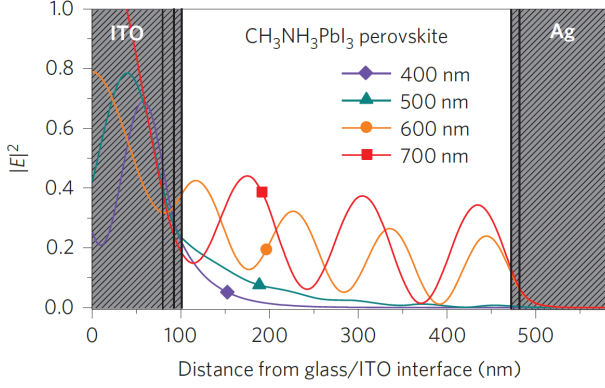 ITO
CH₃NH₃PbI₃ perovskite
Ag
400 nm
500 nm
600 nm
700 nm
|E|²
1.0
0.8
0.6
0.4
0.2
0.0
0
100
200
300
400
500
Distance from glass/ITO interface (nm)